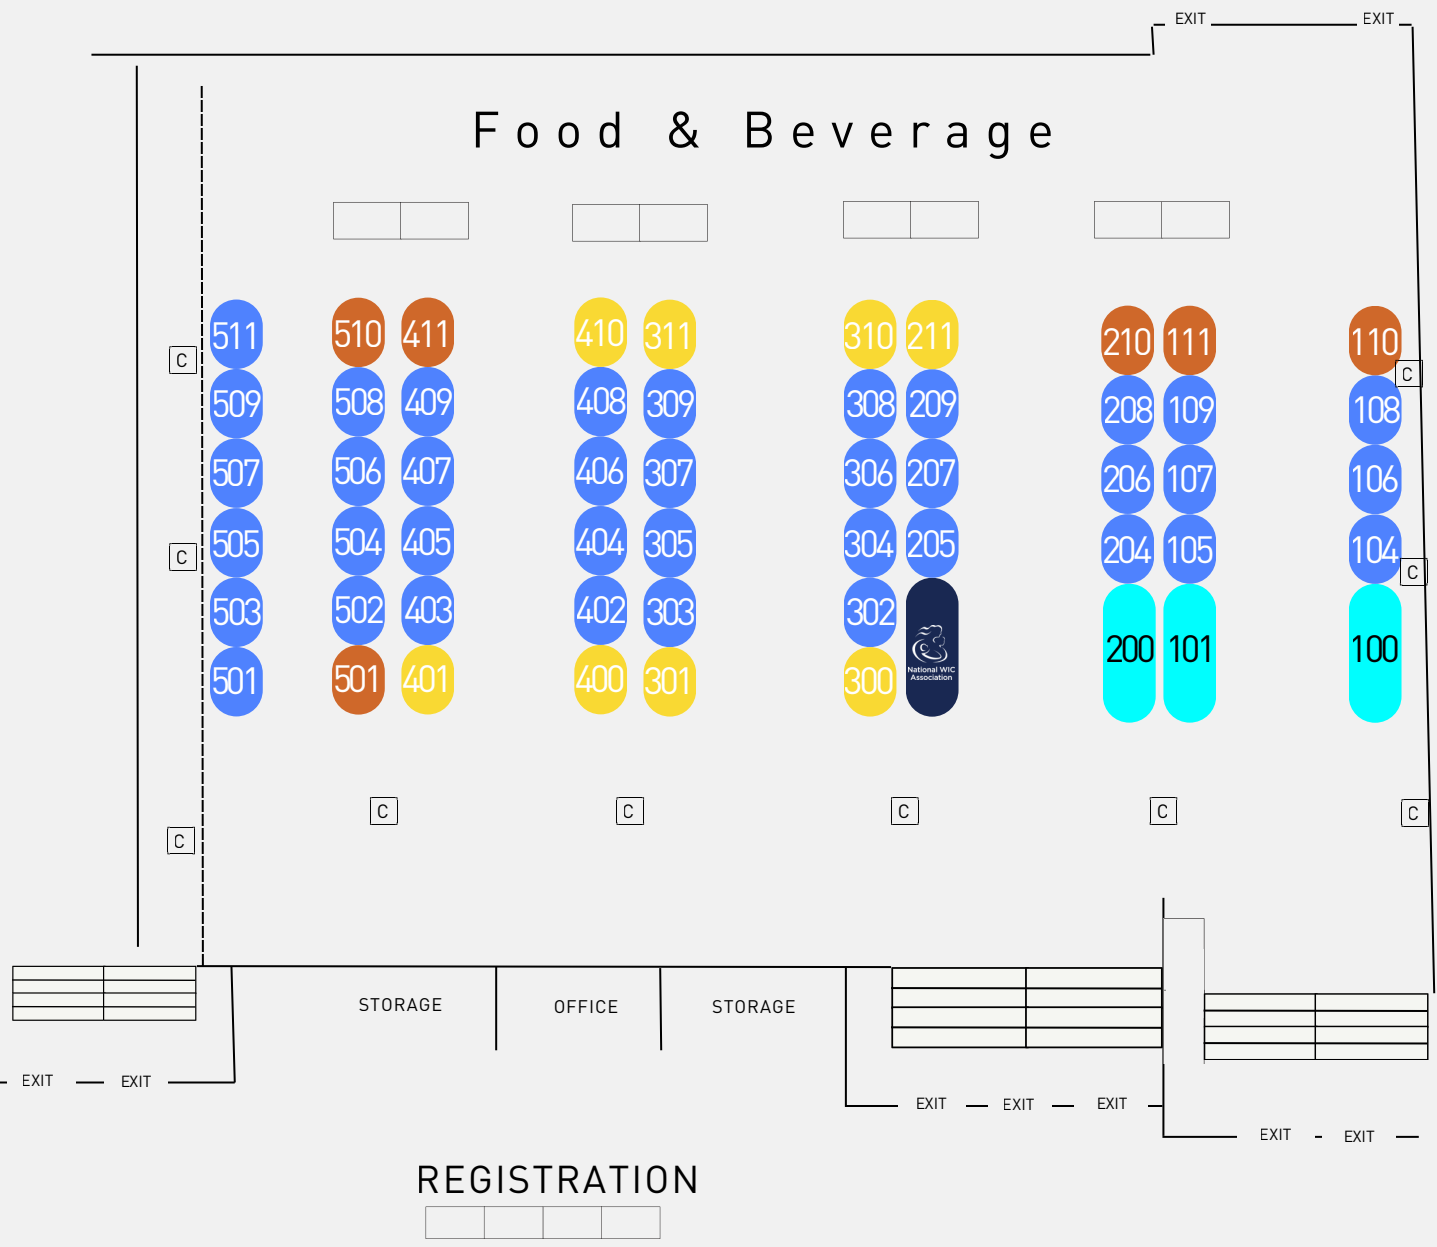 EXIT EXIT
Food & Beverage
511 510 411 410 311 310 211 210 111 110
C C
509 508 409 408 309 308 209 208 109 108
507 506 407 406 307 306 207 206 107 106
505 504 405 404 305 304 205 204 105 104
C C
503 502 403 402 303 302
National WIC
Association
200 101 100
501 501 401 400 301 300
C C C C C
C
STORAGE OFFICE STORAGE
EXIT EXIT
EXIT EXIT EXIT
EXIT EXIT
REGISTRATION